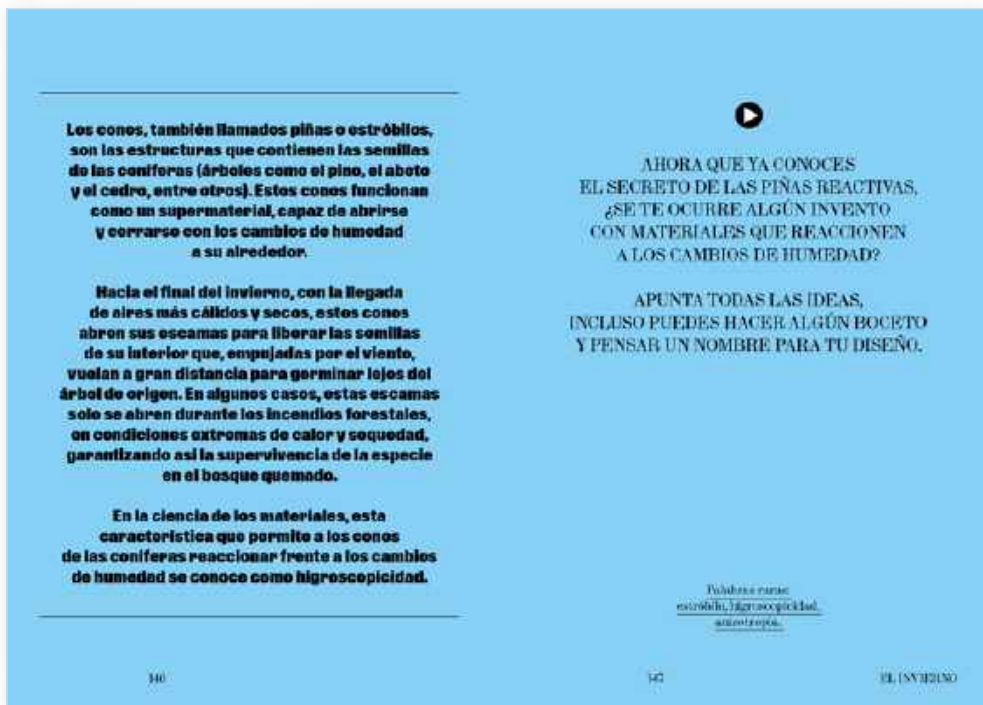 Los conos, también llamados piñas o estróbilos,
son las estructuras que contienen las semillas
de las coníferas (árboles como el pino, el abeto
y el cedro, entre otros). Estos conos funcionan
como un supermaterial, capaz de abrirse
y cerrarse con los cambios de humedad
a su alrededor.
Hacia el final del invierno, con la llegada
de aires más cálidos y secos, estos conos
abren sus escamas para liberar las semillas
de su interior que, empujadas por el viento,
vuelan a gran distancia para germinar lejos del
árbol de origen. En algunos casos, estas escamas
solo se abren durante los incendios forestales,
en condiciones extremas de calor y sequedad,
garantizando así la supervivencia de la especie
en el bosque quemado.
En la ciencia de los materiales, esta
característica que permite a los conos
de las coníferas reaccionar frente a los cambios
de humedad se conoce como higroscopicidad.
146
AHORA QUE YA CONOCES
EL SECRETO DE LAS PIÑAS REACTIVAS,
¿SE TE OCURRE ALGÚN INVENTO
CON MATERIALES QUE REACCIONEN
A LOS CAMBIOS DE HUMEDAD?
APUNTA TODAS LAS IDEAS,
INCLUSO PUEDES HACER ALGÚN BOCETO
Y PENSAR UN NOMBRE PARA TU DISEÑO.
Palabras raras:
estróbilo, higroscopicidad,
anisotropía.
147
EL INVIERNO